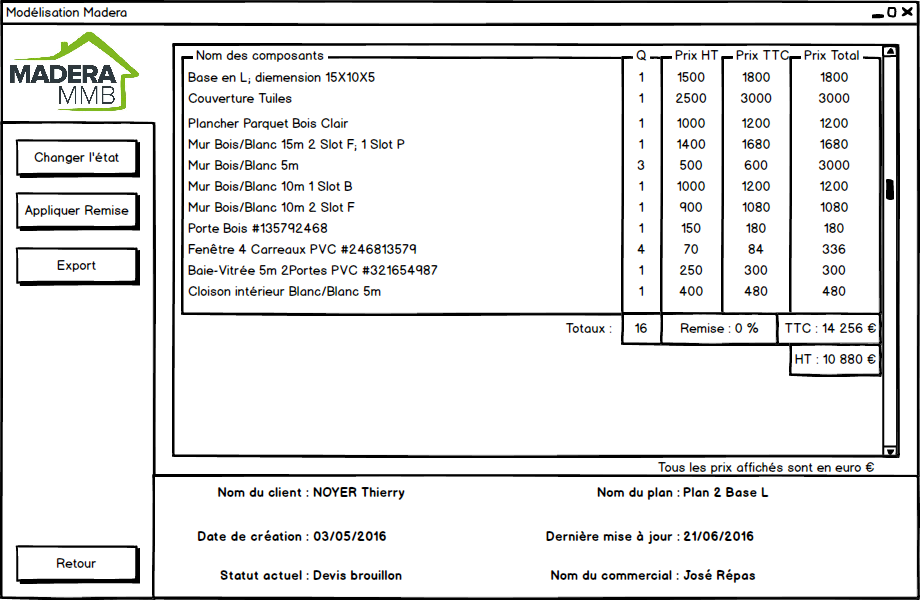 Modélisation Madera
MADERA
MMB
Changer l'état
Appliquer Remise
Export
Retour
Nom des composants Q Prix HT Prix TTC Prix Total
Base en L; diemension 15X10X5 1 1500 1800 1800
Couverture Tuiles 1 2500 3000 3000
Plancher Parquet Bois Clair 1 1000 1200 1200
Mur Bois/Blanc 15m 2 Slot F; 1 Slot P 1 1400 1680 1680
Mur Bois/Blanc 5m 3 500 600 3000
Mur Bois/Blanc 10m 1 Slot B 1 1000 1200 1200
Mur Bois/Blanc 10m 2 Slot F 1 900 1080 1080
Porte Bois #135792468 1 150 180 180
Fenêtre 4 Carreaux PVC #246813579 4 70 84 336
Baie-Vitrée 5m 2Portes PVC #321654987 1 250 300 300
Cloison intérieur Blanc/Blanc 5m 1 400 480 480
Totaux : 16 Remise : 0 % TTC : 14 256 €
HT : 10 880 €
Tous les prix affichés sont en euro €
Nom du client : NOYER Thierry Nom du plan : Plan 2 Base L
Date de création : 03/05/2016 Dernière mise à jour : 21/06/2016
Statut actuel : Devis brouillon Nom du commercial : José Répas